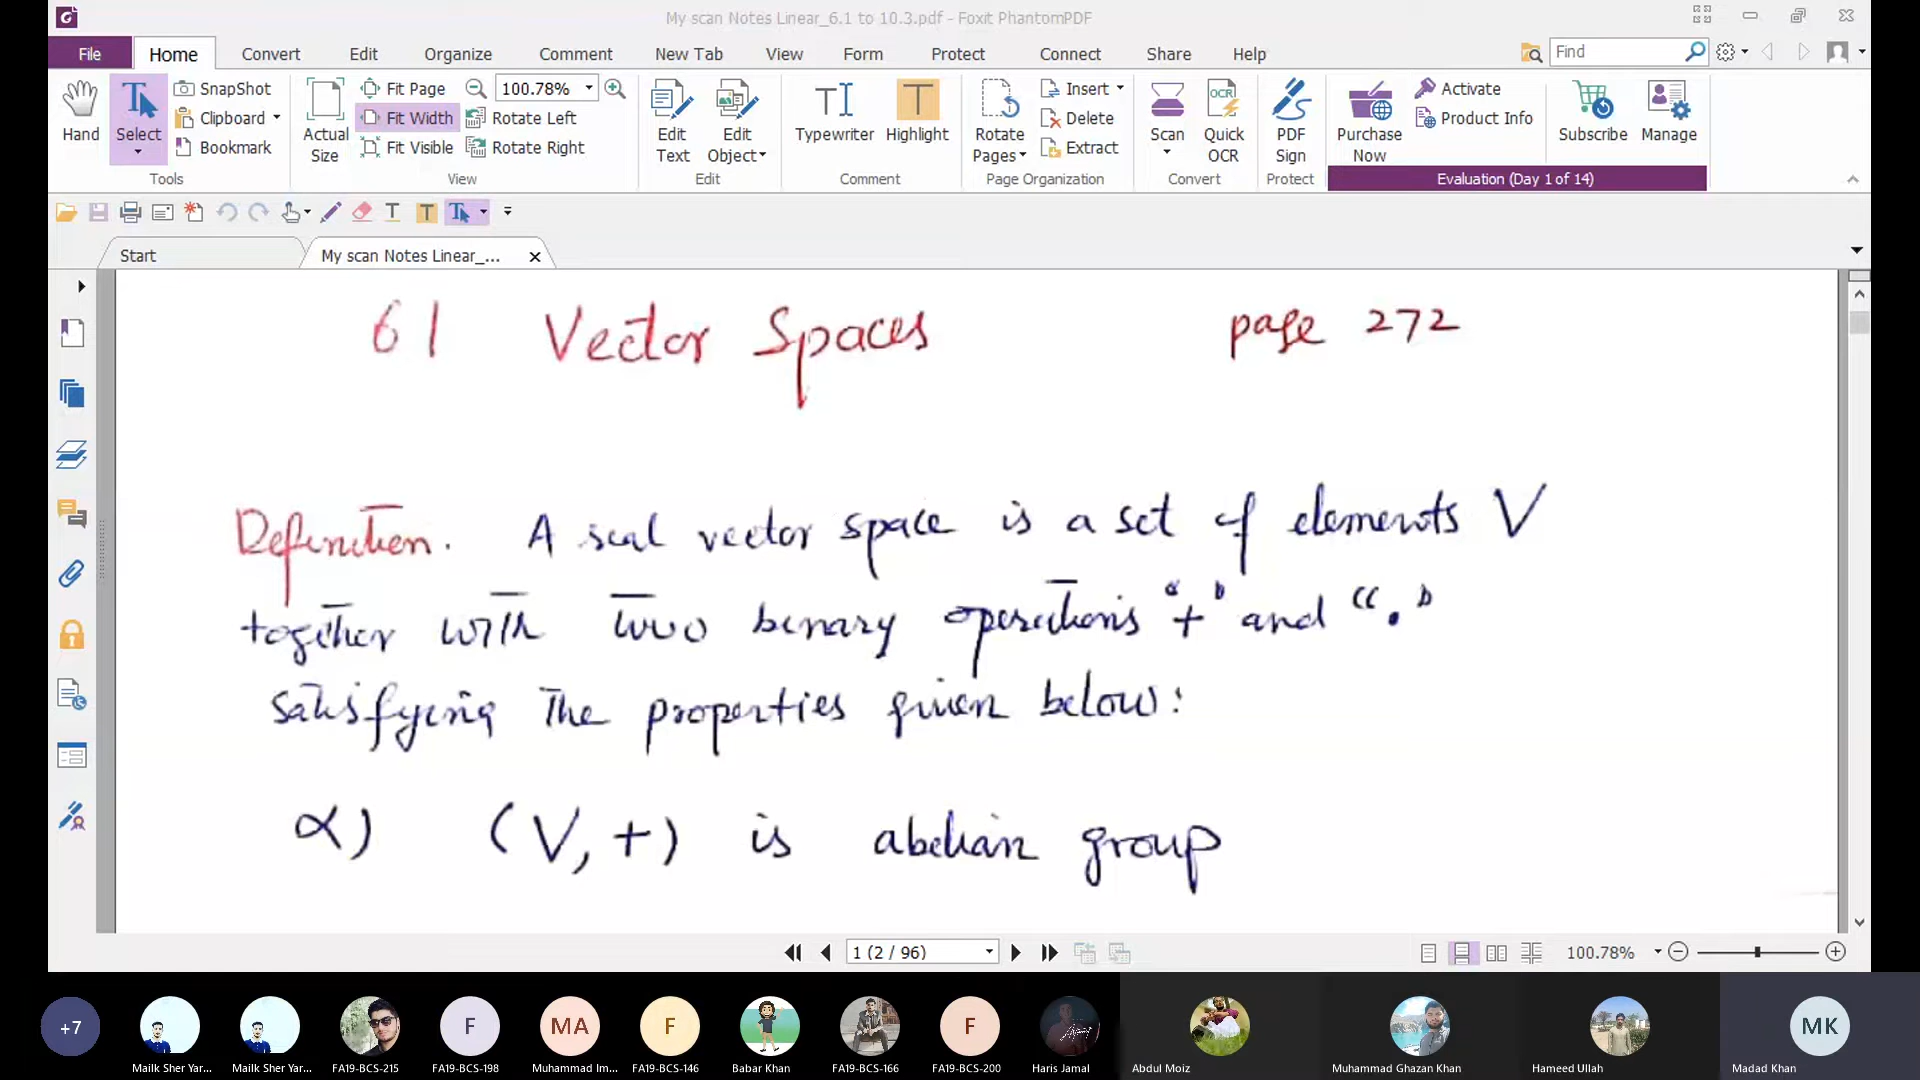 My scan Notes Linear_6.1 to 10.3.pdf - Foxit PhantomPDF
File Home Convert Edit Organize Comment New Tab View Form Protect Connect Share Help Find
Hand
Select
SnapShot
Clipboard
Bookmark
Tools
Actual Size
Fit Page
Fit Width
Fit Visible
100.78%
Rotate Left
Rotate Right
View
Edit Text
Edit Object
Edit
Typewriter
Highlight
Comment
Rotate Pages
Insert
Delete
Extract
Page Organization
Scan
Quick OCR
Convert
PDF Sign
Protect
Purchase Now
Activate
Product Info
Subscribe
Manage
Evaluation (Day 1 of 14)
Start
My scan Notes Linear_...
6 1 Vector Spaces page 272
Definition. A real vector space is a set of elements V
together with two binary operations "+" and "."
satisfying the properties given below:
α) (V, +) is abelian group
1 (2 / 96)
100.78%
+7
F
MA
F
F
MK
Mailk Sher Yar...
Mailk Sher Yar...
FA19-BCS-215
FA19-BCS-198
Muhammad Im...
FA19-BCS-146
Babar Khan
FA19-BCS-166
FA19-BCS-200
Haris Jamal
Abdul Moiz
Muhammad Ghazan Khan
Hameed Ullah
Madad Khan